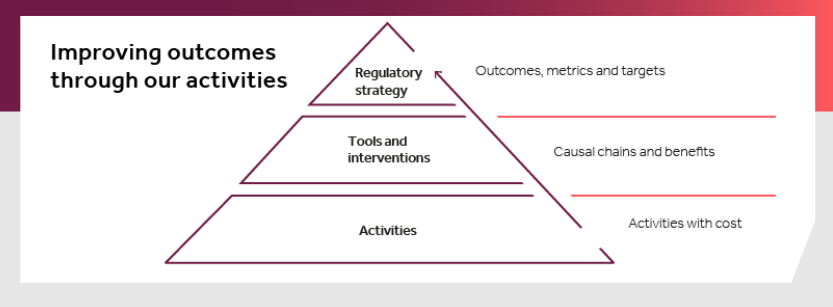 Improving outcomes
through our activities
Regulatory
strategy
Outcomes, metrics and targets
Tools and
interventions
Causal chains and benefits
Activities
Activities with cost